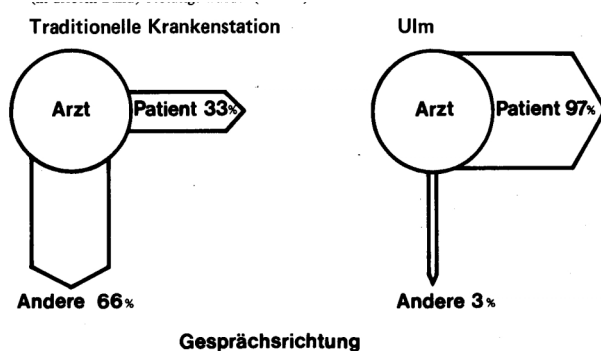 Traditionelle Krankenstation
Ulm
Arzt
Patient 33%
Arzt
Patient 97%
Andere 66%
Andere 3%
Gesprächsrichtung